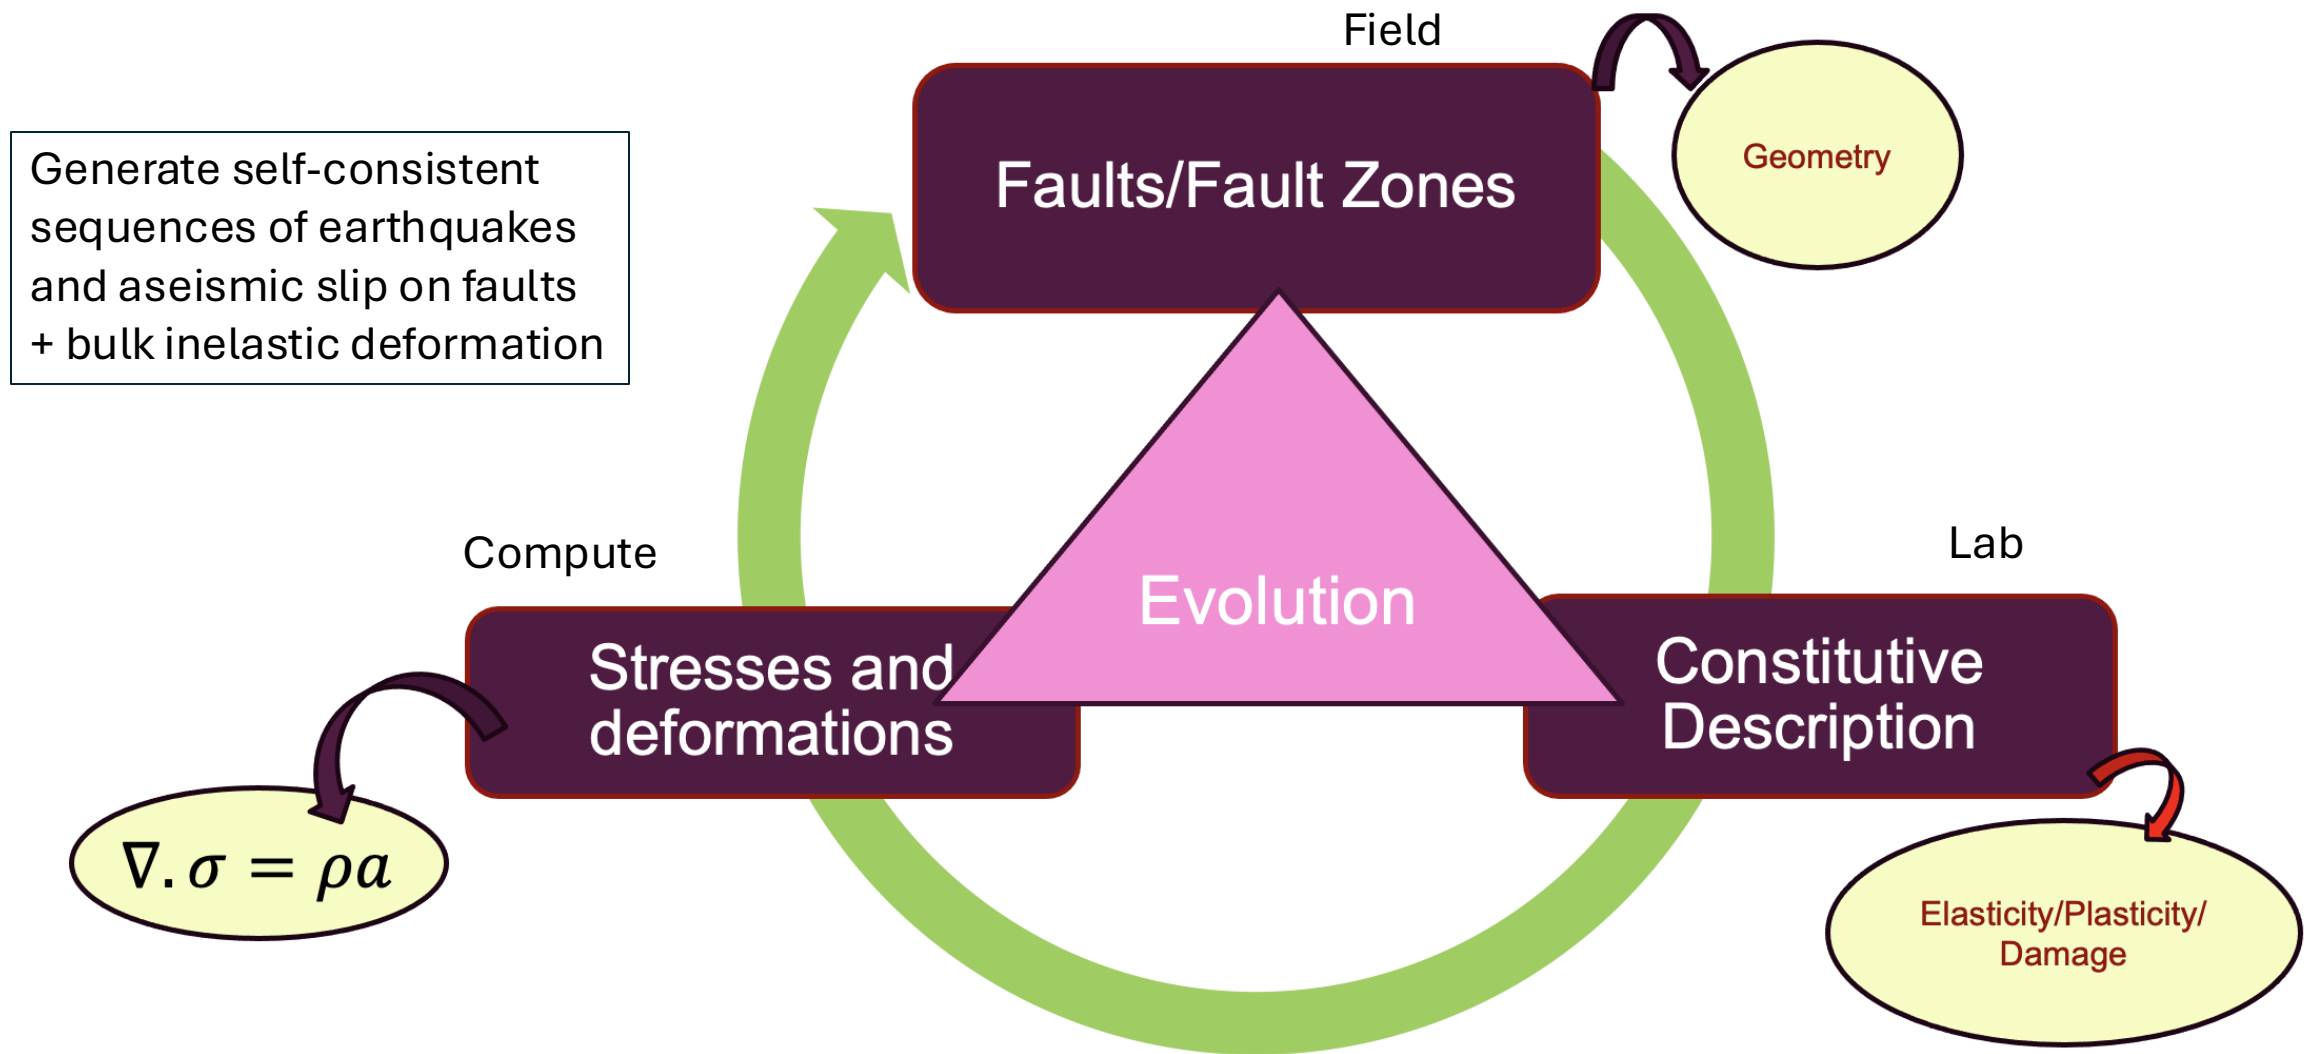 Field
Faults/Fault Zones
Geometry
Generate self-consistent
sequences of earthquakes
and aseismic slip on faults
+ bulk inelastic deformation
Compute
Lab
Evolution
Stresses and
deformations
Constitutive
Description
∇. σ = ρa
Elasticity/Plasticity/
Damage